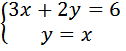 3x + 2y = 6
y = x